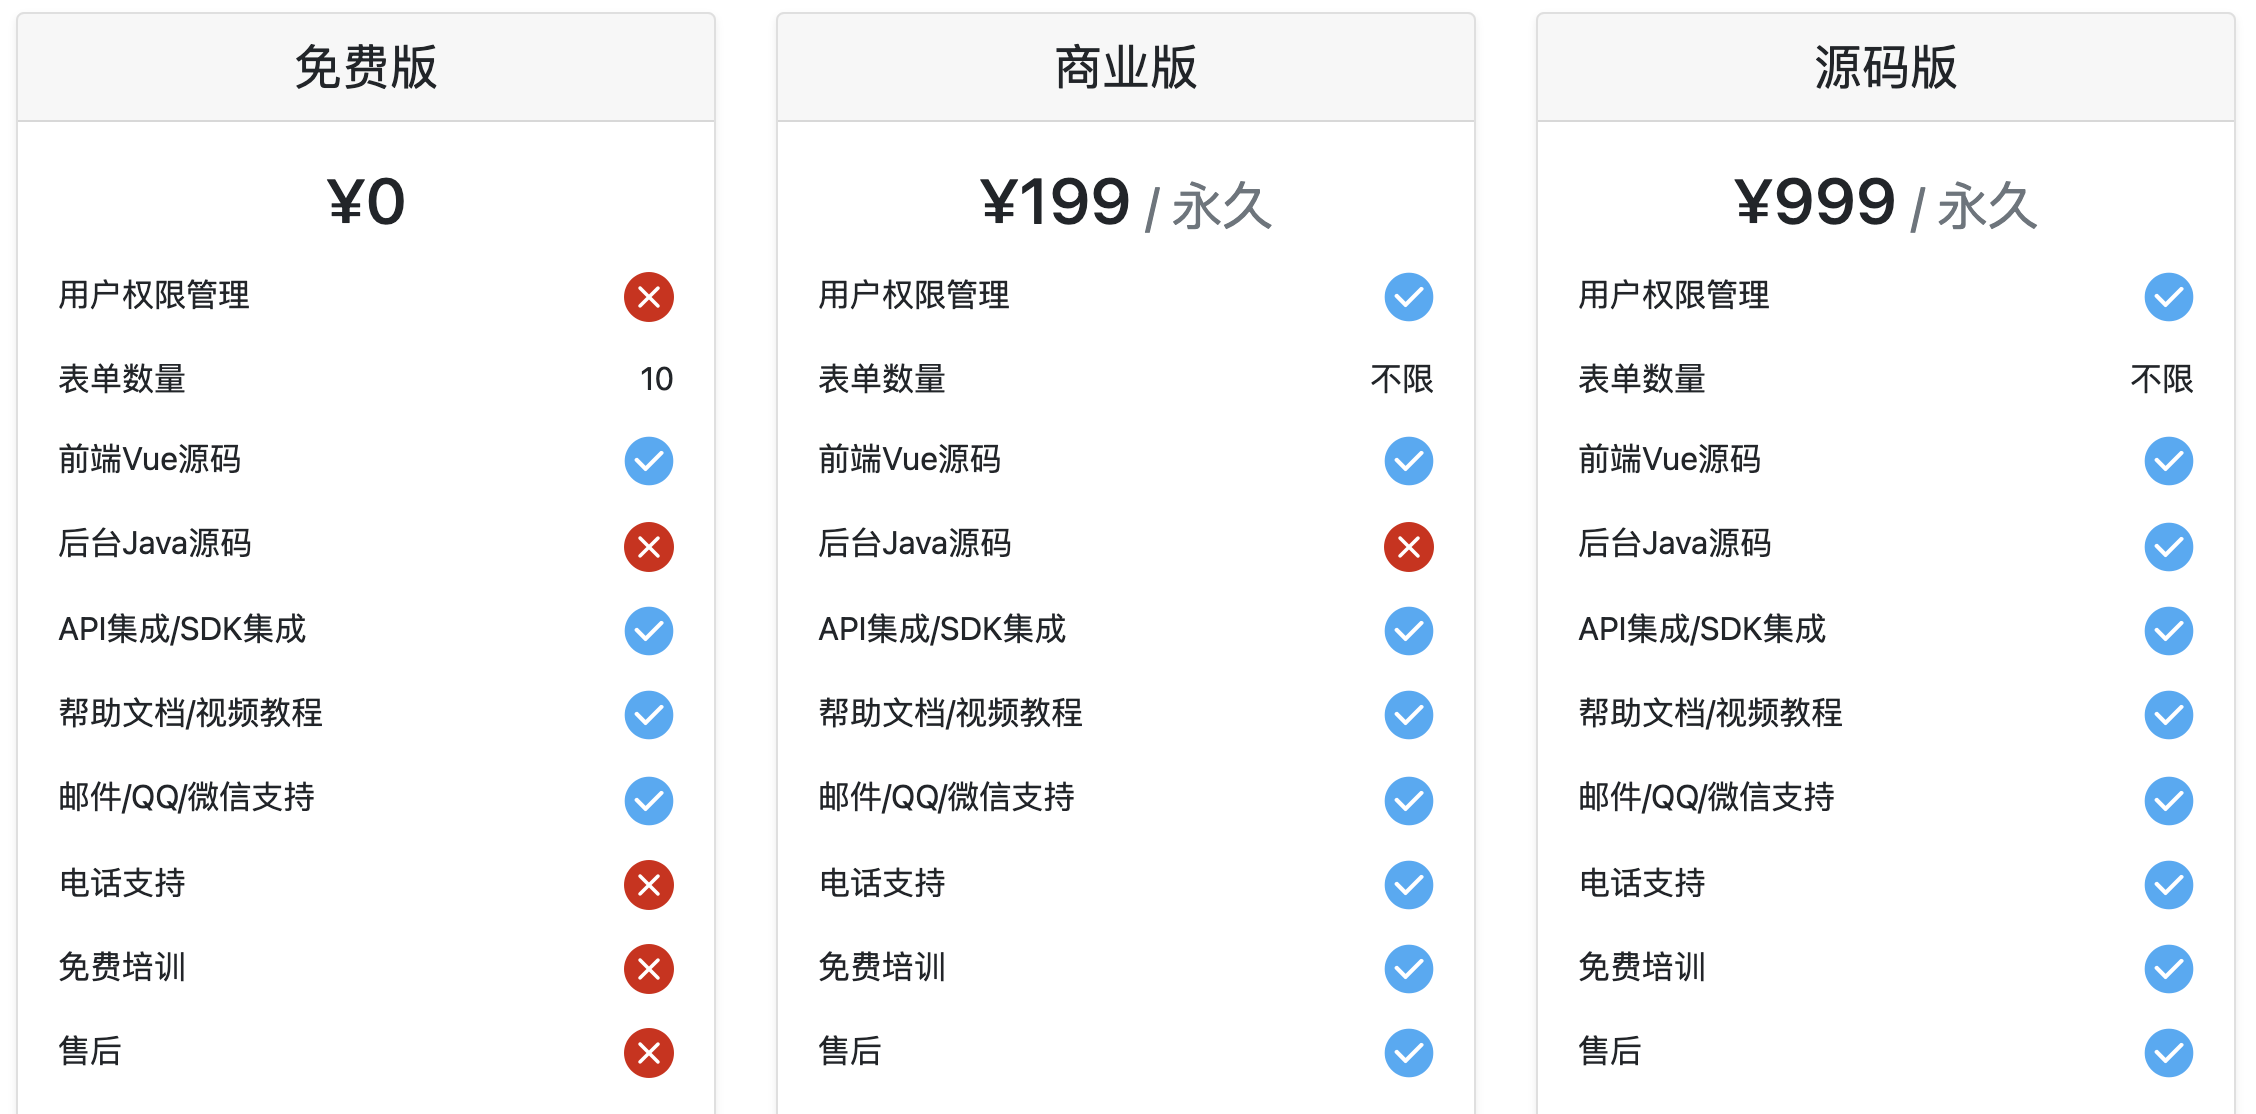 免费版
¥0
用户权限管理
表单数量 10
前端Vue源码
后台Java源码
API集成/SDK集成
帮助文档/视频教程
邮件/QQ/微信支持
电话支持
免费培训
售后
商业版
¥199 / 永久
用户权限管理
表单数量 不限
前端Vue源码
后台Java源码
API集成/SDK集成
帮助文档/视频教程
邮件/QQ/微信支持
电话支持
免费培训
售后
源码版
¥999 / 永久
用户权限管理
表单数量 不限
前端Vue源码
后台Java源码
API集成/SDK集成
帮助文档/视频教程
邮件/QQ/微信支持
电话支持
免费培训
售后